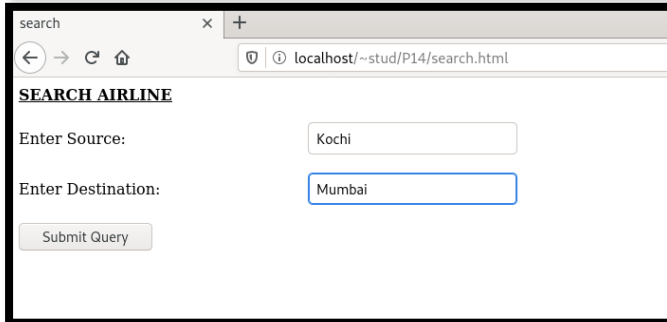 search
localhost/~stud/P14/search.html
SEARCH AIRLINE
Enter Source: Kochi
Enter Destination: Mumbai
Submit Query